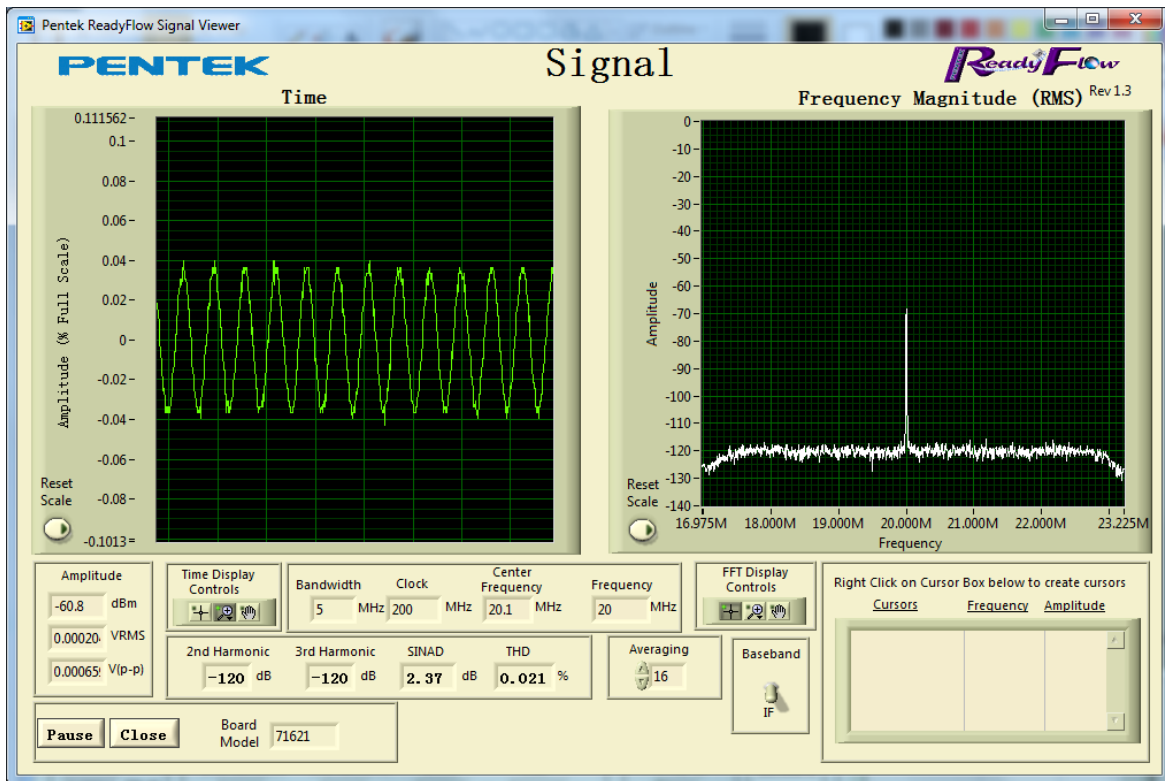 Pentek ReadyFlow Signal Viewer
PENTEK
Signal
PENTEK ReadyFlow
Rev 1.3
Time
0.111562
0.1
0.08
0.06
0.04
0.02
0
-0.02
-0.04
-0.06
-0.08
-0.1013
Amplitude (% Full Scale)
Reset
Scale
Frequency Magnitude (RMS)
0
-10
-20
-30
-40
-50
-60
-70
-80
-90
-100
-110
-120
-130
-140
Amplitude
Reset
Scale
16.975M 18.000M 19.000M 20.000M 21.000M 22.000M 23.225M
Frequency
Amplitude
-60.8 dBm
0.00020 VRMS
0.00065 V(p-p)
Time Display
Controls
Bandwidth
5 MHz
Clock
200 MHz
Center
Frequency
20.1 MHz
Frequency
20 MHz
FFT Display
Controls
2nd Harmonic
-120 dB
3rd Harmonic
-120 dB
SINAD
2.37 dB
THD
0.021 %
Averaging
16
Baseband
IF
Right Click on Cursor Box below to create cursors
Cursors Frequency Amplitude
Pause Close
Board
Model
71621